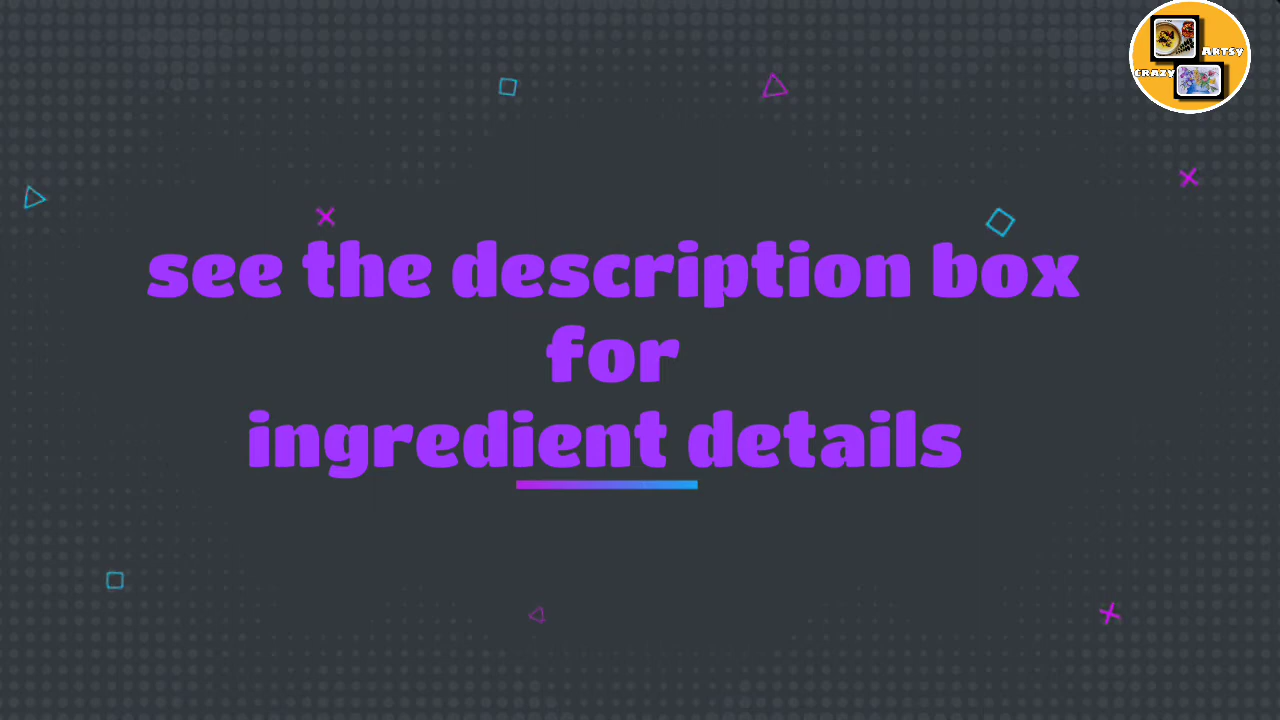 Artsy
crazy
see the description box
for
ingredient details